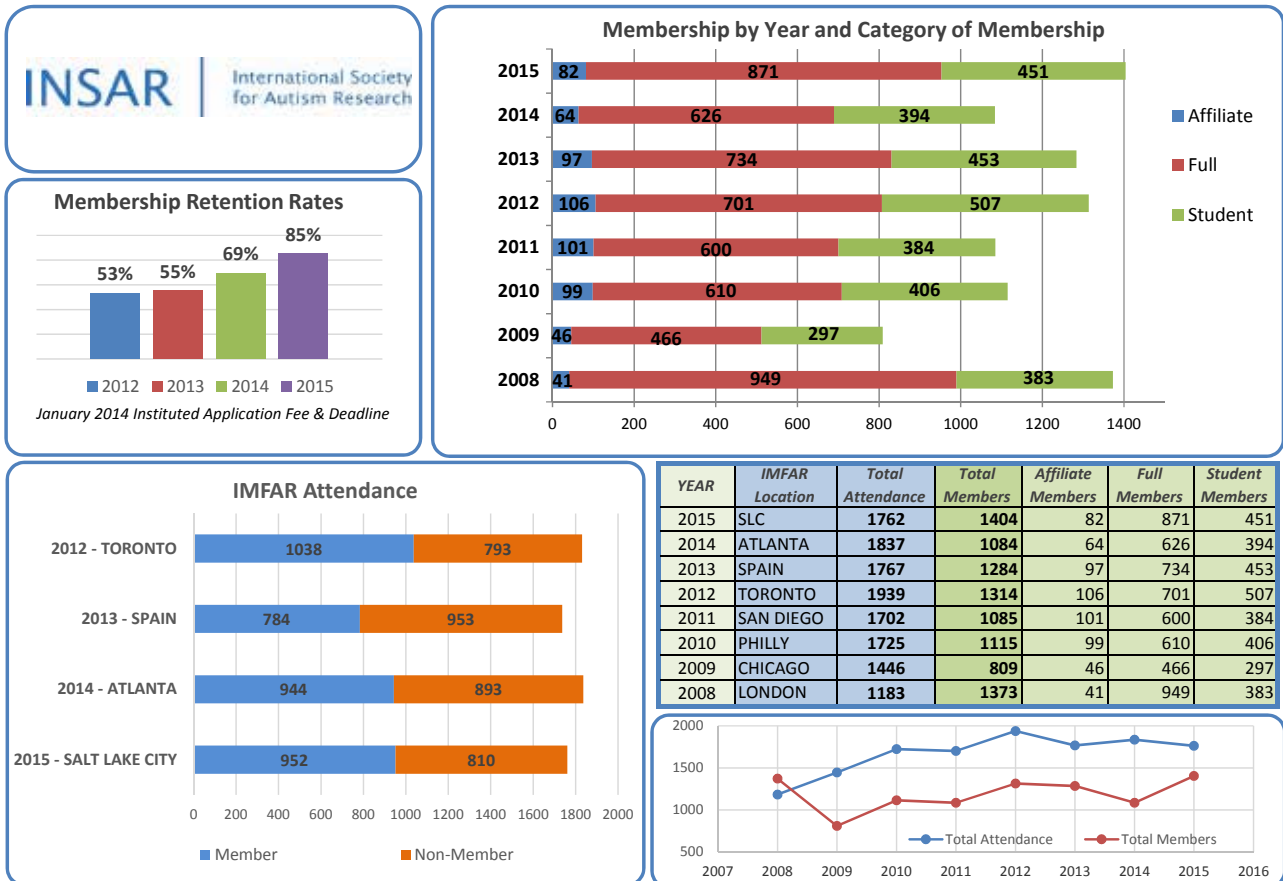 INSAR
International Society
for Autism Research
Membership by Year and Category of Membership
2015 82 871 451
2014 64 626 394
2013 97 734 453
2012 106 701 507
2011 101 600 384
2010 99 610 406
2009 46 466 297
2008 41 949 383
0 200 400 600 800 1000 1200 1400
Affiliate
Full
Student
Membership Retention Rates
53% 55% 69% 85%
2012 2013 2014 2015
January 2014 Instituted Application Fee & Deadline
IMFAR Attendance
2012 - TORONTO 1038 793
2013 - SPAIN 784 953
2014 - ATLANTA 944 893
2015 - SALT LAKE CITY 952 810
0 200 400 600 800 1000 1200 1400 1600 1800 2000
Member Non-Member
YEAR IMFAR Location Total Attendance Total Members Affiliate Members Full Members Student Members
2015 SLC 1762 1404 82 871 451
2014 ATLANTA 1837 1084 64 626 394
2013 SPAIN 1767 1284 97 734 453
2012 TORONTO 1939 1314 106 701 507
2011 SAN DIEGO 1702 1085 101 600 384
2010 PHILLY 1725 1115 99 610 406
2009 CHICAGO 1446 809 46 466 297
2008 LONDON 1183 1373 41 949 383
2000
1500
1000
500
Total Attendance Total Members
2007 2008 2009 2010 2011 2012 2013 2014 2015 2016